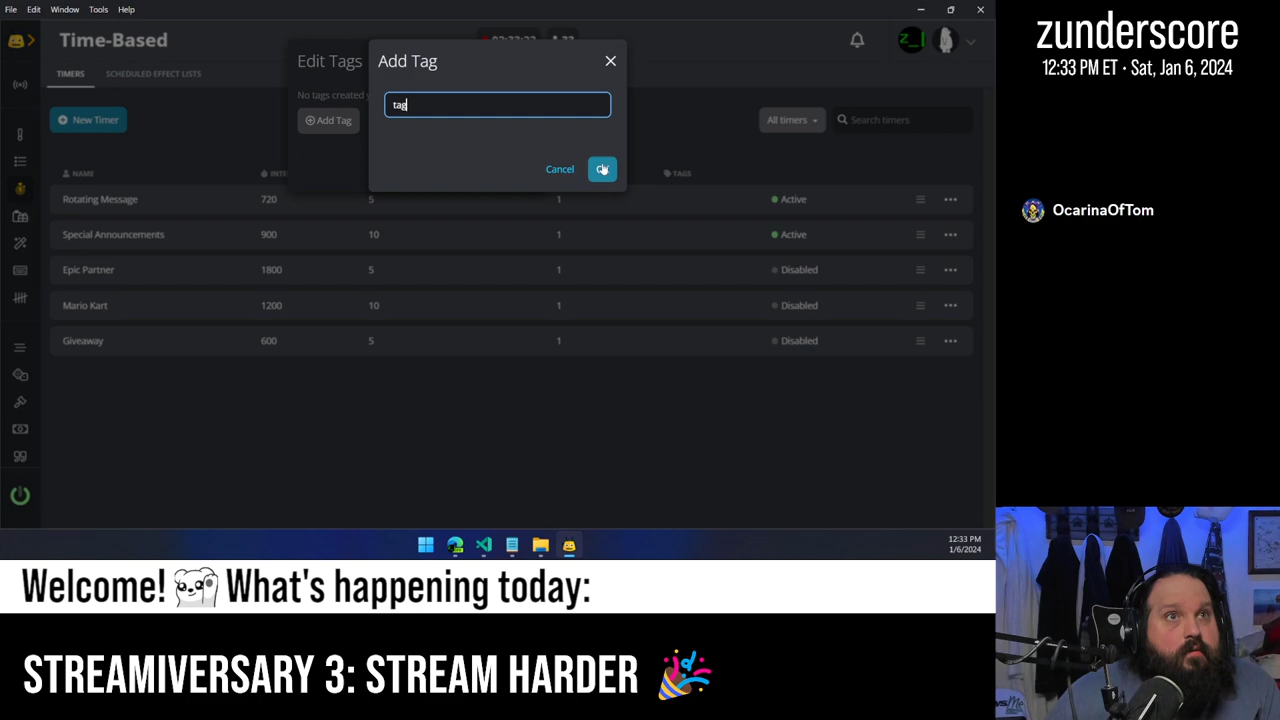 File Edit Window Tools Help
Time-Based
TIMERS SCHEDULED EFFECT LISTS
New Timer
Edit Tags
No tags created
Add Tag
Add Tag
tag
Cancel
All timers Search timers
NAME TAGS
Rotating Message 720 5 1 Active
Special Announcements 900 10 1 Active
Epic Partner 1800 5 1 Disabled
Mario Kart 1200 10 1 Disabled
Giveaway 600 5 1 Disabled
12:33 PM
1/6/2024
zunderscore
12:33 PM ET • Sat, Jan 6, 2024
OcarinaOfTom
Welcome! What's happening today:
STREAMIVERSARY 3: STREAM HARDER